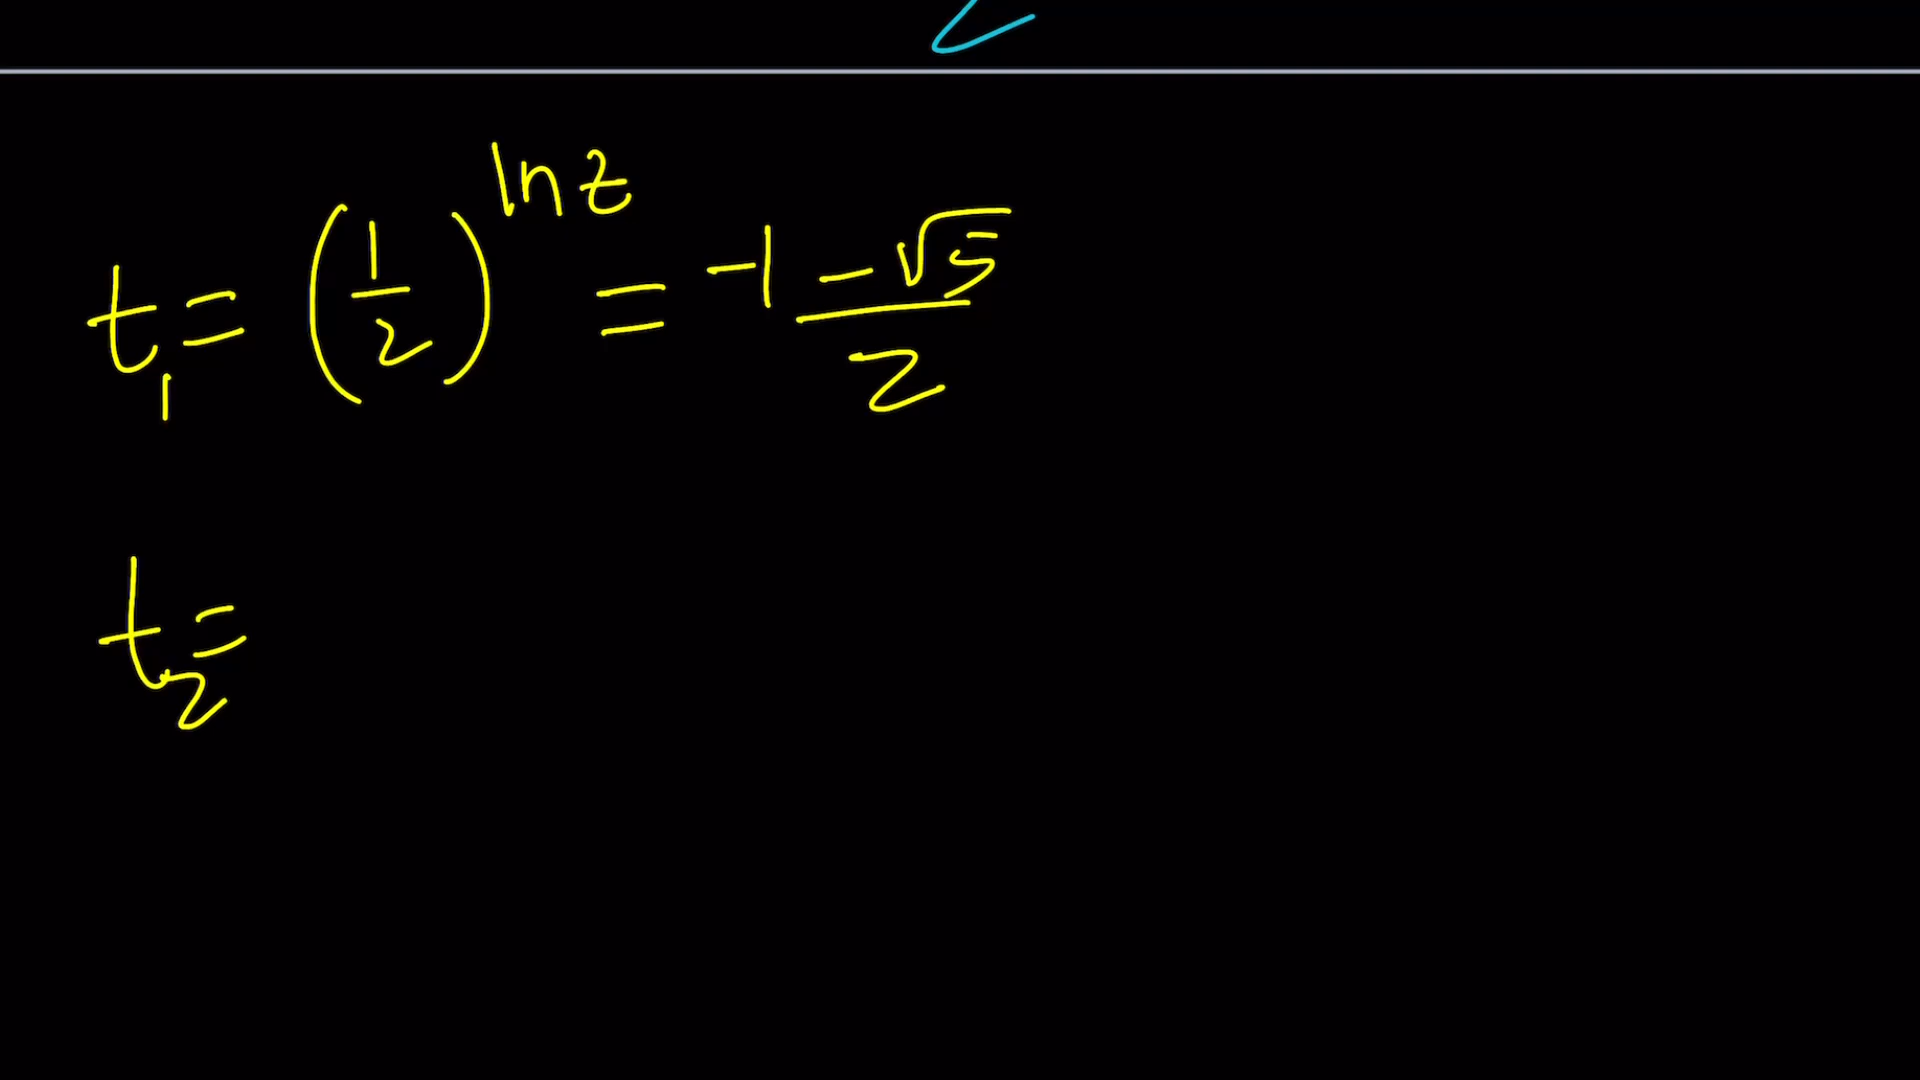 t₁ = (1/2)^(ln z) = (-1 - √5)/2
t₂ =